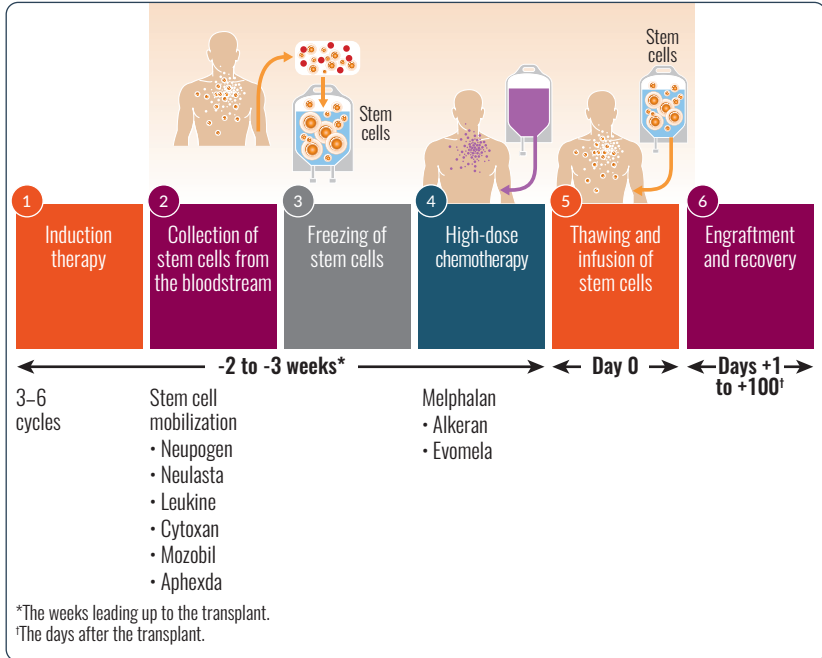 Stem
cells
Stem
cells
1
Induction
therapy
2
Collection of
stem cells from
the bloodstream
3
Freezing of
stem cells
4
High-dose
chemotherapy
5
Thawing and
infusion of
stem cells
6
Engraftment
and recovery
-2 to -3 weeks*
Day 0
Days +1
to +100†
3–6
cycles
Stem cell
mobilization
• Neupogen
• Neulasta
• Leukine
• Cytoxan
• Mozobil
• Aphexda
Melphalan
• Alkeran
• Evomela
*The weeks leading up to the transplant.
†The days after the transplant.